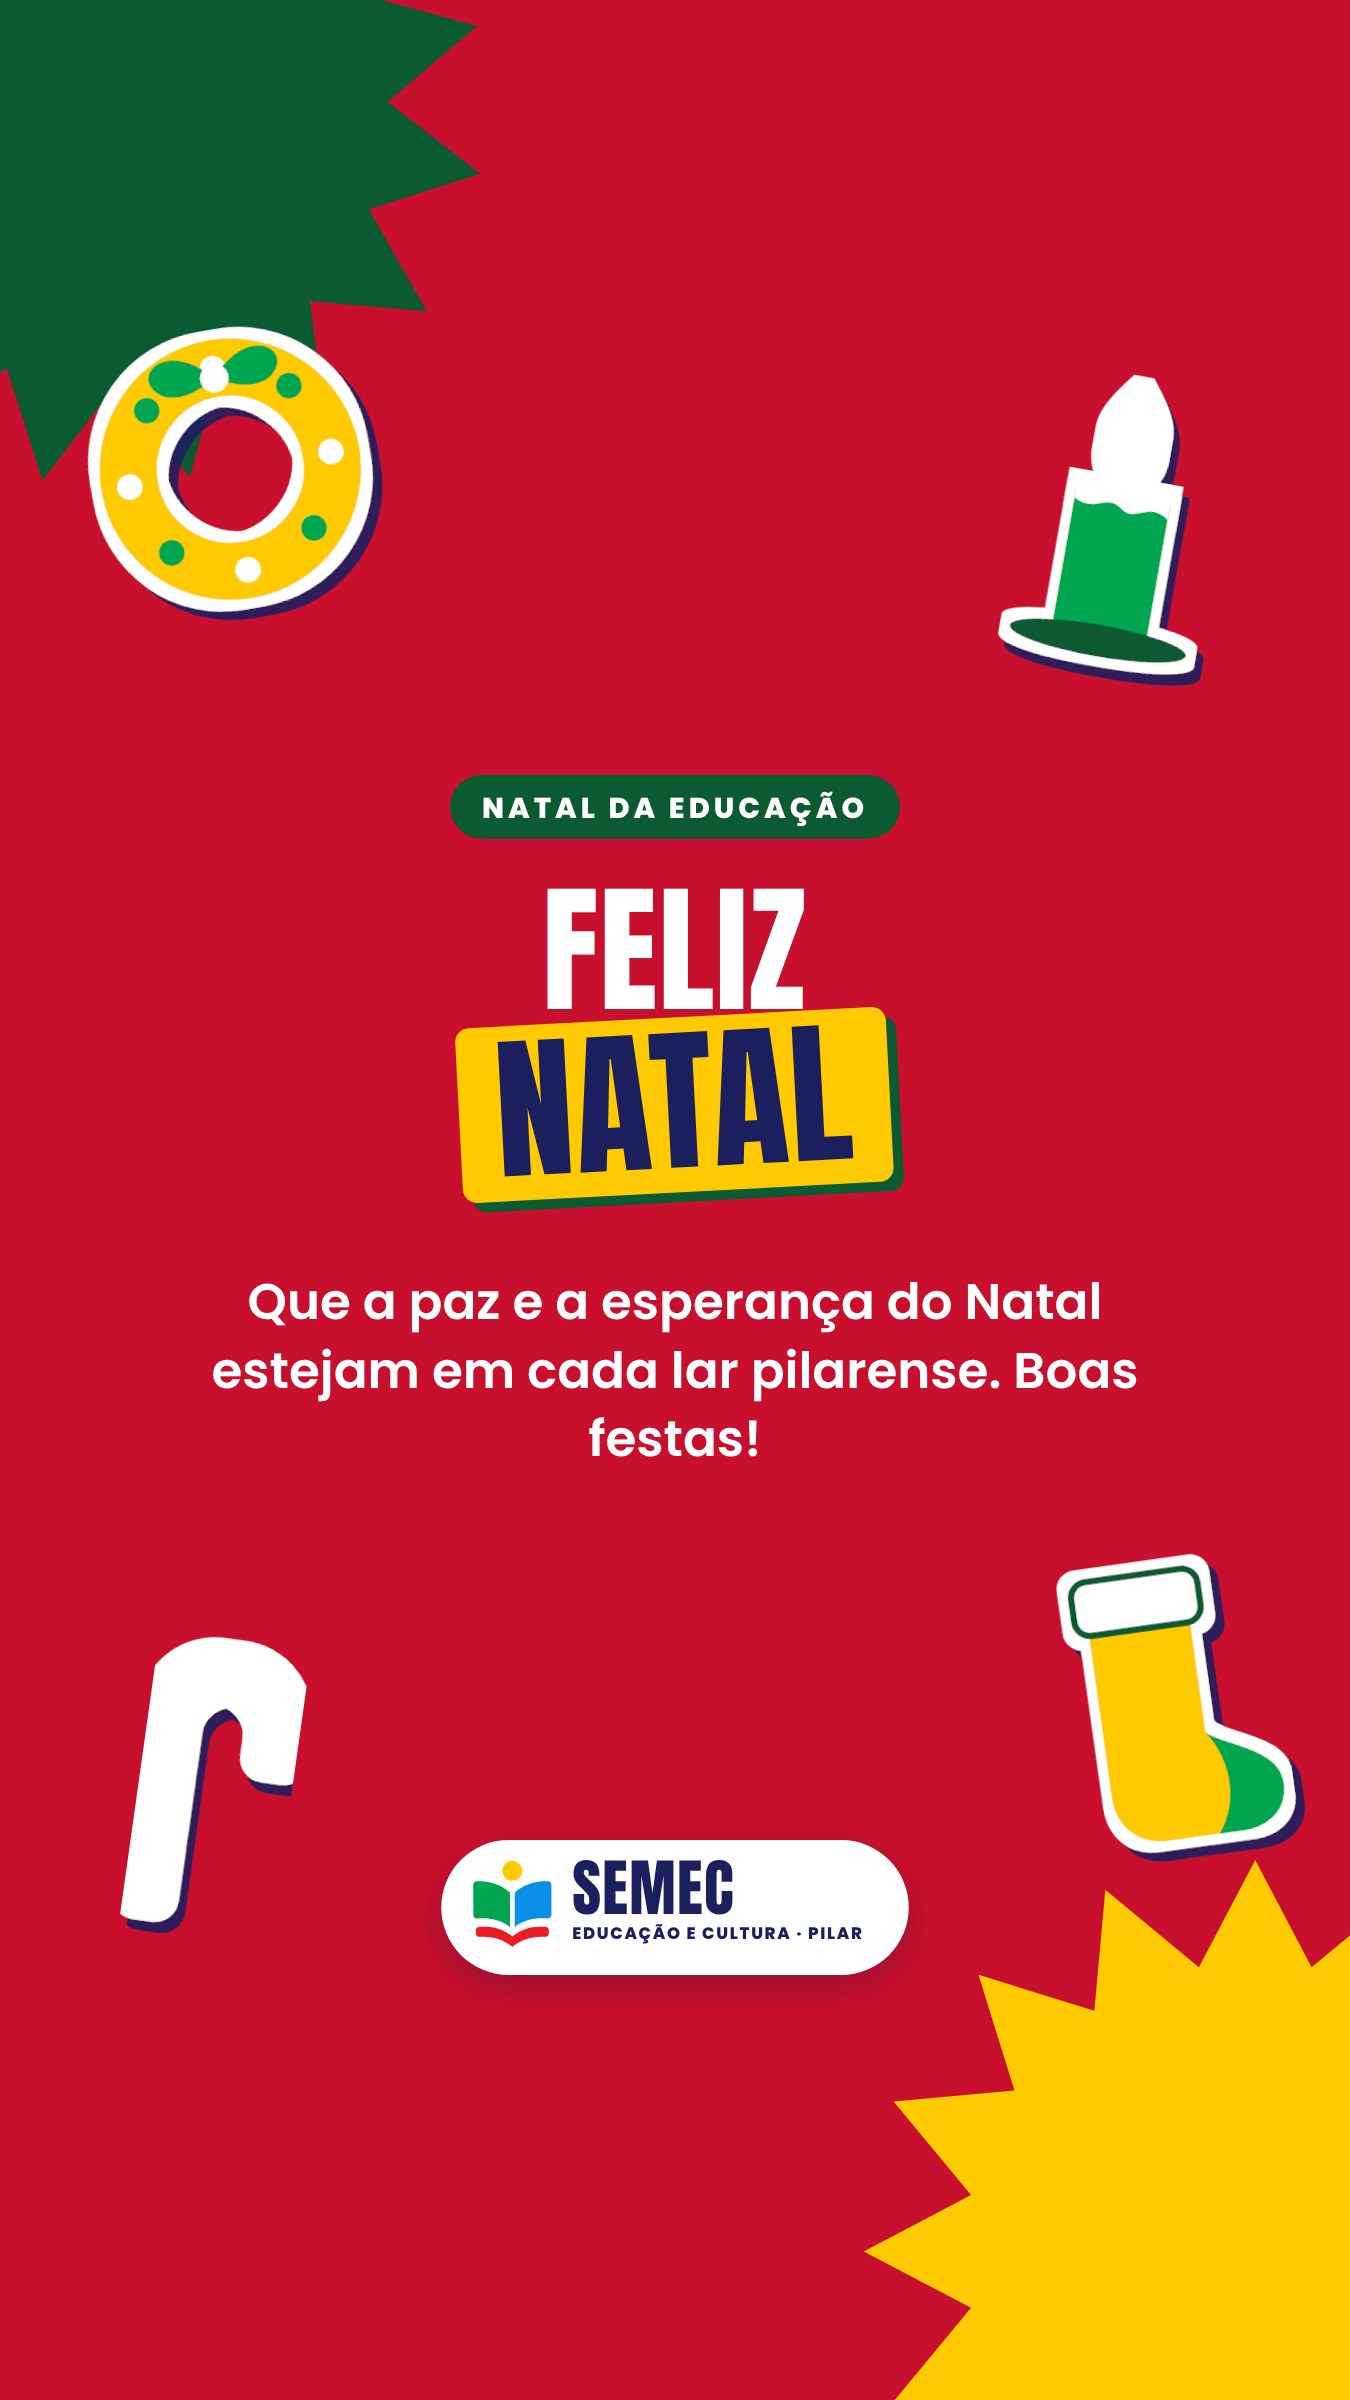 NATAL DA EDUCAÇÃO
FELIZ
NATAL
Que a paz e a esperança do Natal
estejam em cada lar pilarense. Boas
festas!
SEMEC
EDUCAÇÃO E CULTURA · PILAR